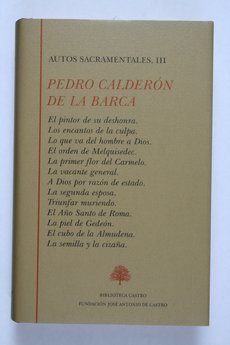 AUTOS SACRAMENTALES, III
PEDRO CALDERÓN
DE LA BARCA
El pintor de su deshonra.
Los encantos de la culpa.
Lo que va del hombre a Dios.
El orden de Melquisedec.
La primer flor del Carmelo.
La vacante general.
A Dios por razón de estado.
La segunda esposa.
Triunfar muriendo.
El Año Santo de Roma.
La piel de Gedeón.
El cubo de la Almudena.
La semilla y la cizaña.
BIBLIOTECA CASTRO
FUNDACIÓN JOSÉ ANTONIO DE CASTRO